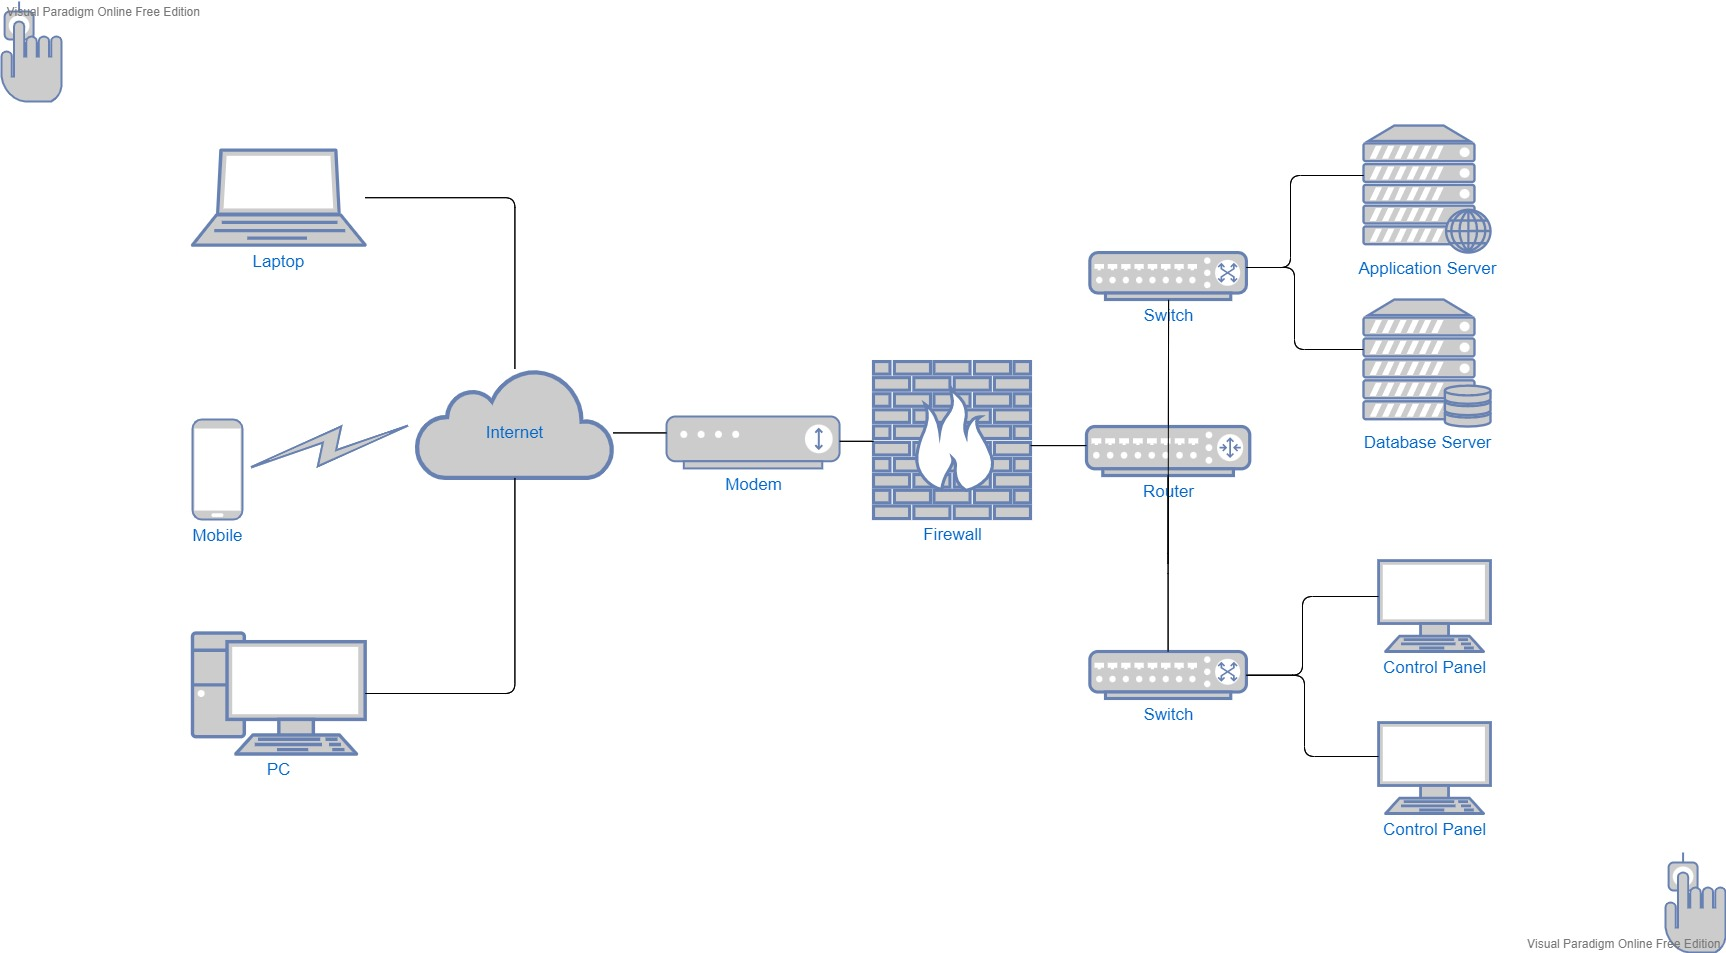 Visual Paradigm Online Free Edition
Laptop
Application Server
Switch
Internet
Database Server
Modem
Router
Mobile
Firewall
Control Panel
Switch
PC
Control Panel
Visual Paradigm Online Free Edition